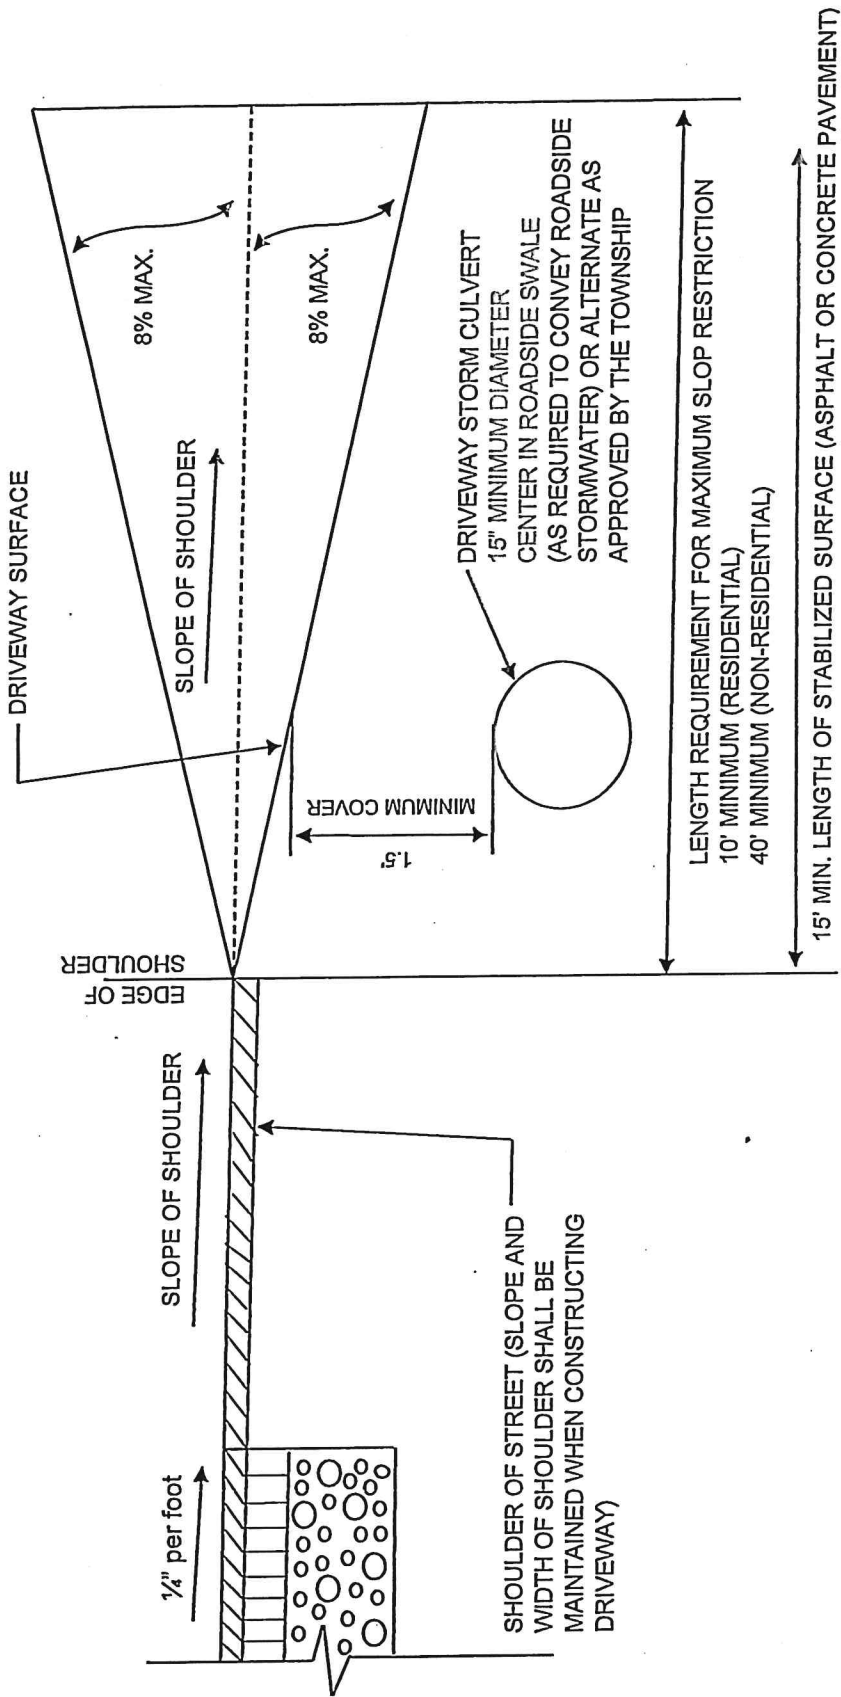 ¼" per foot
SLOPE OF SHOULDER
SHOULDER OF STREET (SLOPE AND
WIDTH OF SHOULDER SHALL BE
MAINTAINED WHEN CONSTRUCTING
DRIVEWAY)
EDGE OF
SHOULDER
DRIVEWAY SURFACE
SLOPE OF SHOULDER
8% MAX.
8% MAX.
1.5'
MINIMUM COVER
DRIVEWAY STORM CULVERT
15" MINIMUM DIAMETER
CENTER IN ROADSIDE SWALE
(AS REQUIRED TO CONVEY ROADSIDE
STORMWATER) OR ALTERNATE AS
APPROVED BY THE TOWNSHIP
LENGTH REQUIREMENT FOR MAXIMUM SLOP RESTRICTION
10' MINIMUM (RESIDENTIAL)
40' MINIMUM (NON-RESIDENTIAL)
15' MIN. LENGTH OF STABILIZED SURFACE (ASPHALT OR CONCRETE PAVEMENT)